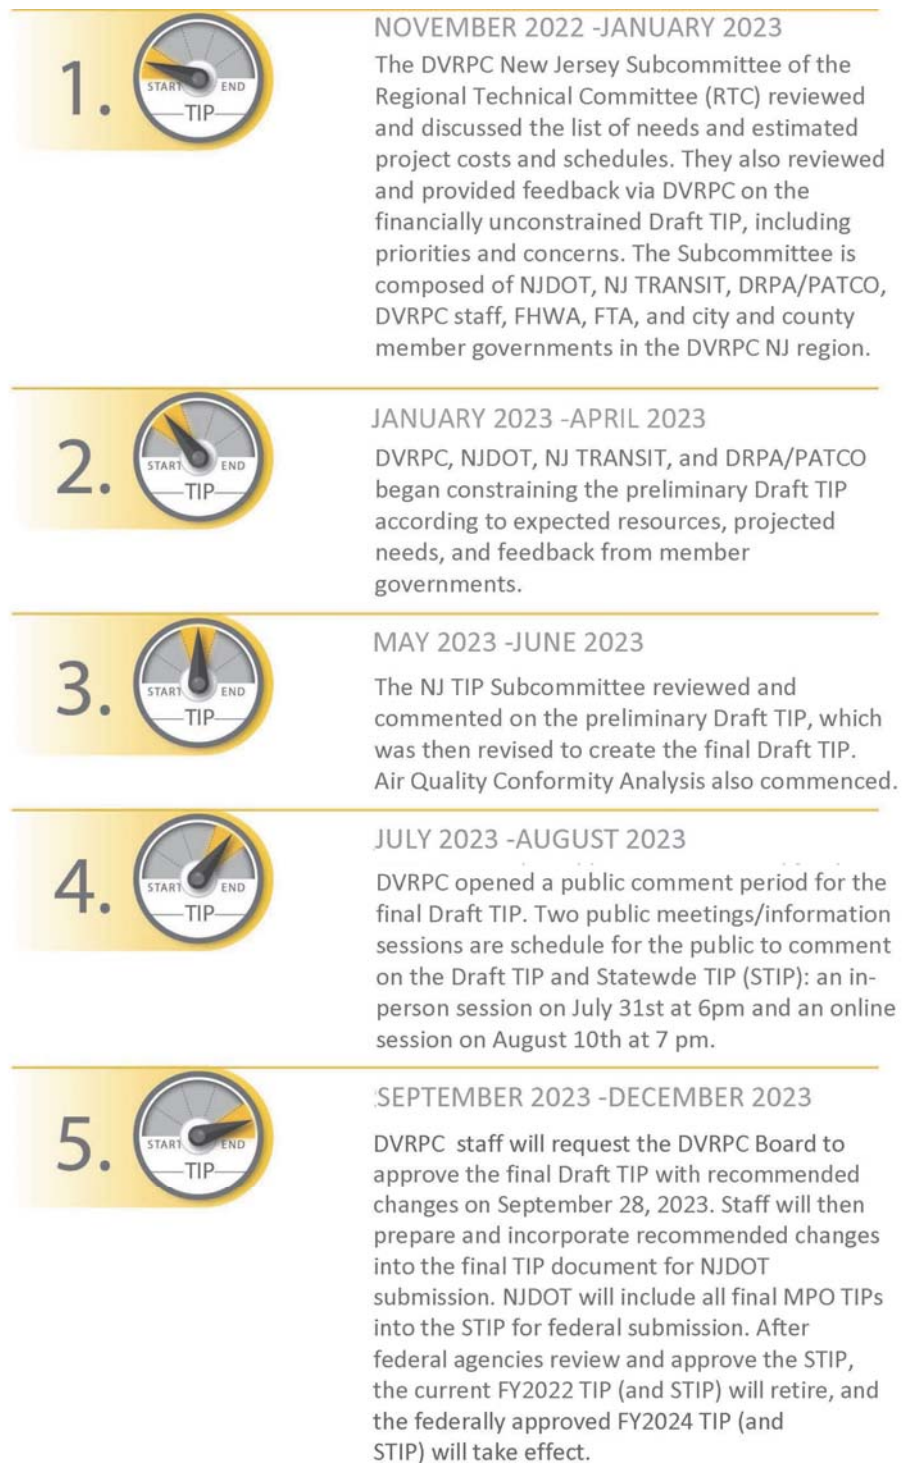 1.
START
END
TIP
NOVEMBER 2022 -JANUARY 2023
The DVRPC New Jersey Subcommittee of the
Regional Technical Committee (RTC) reviewed
and discussed the list of needs and estimated
project costs and schedules. They also reviewed
and provided feedback via DVRPC on the
financially unconstrained Draft TIP, including
priorities and concerns. The Subcommittee is
composed of NJDOT, NJ TRANSIT, DRPA/PATCO,
DVRPC staff, FHWA, FTA, and city and county
member governments in the DVRPC NJ region.
2.
START
END
TIP
JANUARY 2023 -APRIL 2023
DVRPC, NJDOT, NJ TRANSIT, and DRPA/PATCO
began constraining the preliminary Draft TIP
according to expected resources, projected
needs, and feedback from member
governments.
3.
START
END
TIP
MAY 2023 -JUNE 2023
The NJ TIP Subcommittee reviewed and
commented on the preliminary Draft TIP, which
was then revised to create the final Draft TIP.
Air Quality Conformity Analysis also commenced.
4.
START
END
TIP
JULY 2023 -AUGUST 2023
DVRPC opened a public comment period for the
final Draft TIP. Two public meetings/information
sessions are schedule for the public to comment
on the Draft TIP and Statewde TIP (STIP): an in-
person session on July 31st at 6pm and an online
session on August 10th at 7 pm.
5.
START
END
TIP
SEPTEMBER 2023 -DECEMBER 2023
DVRPC staff will request the DVRPC Board to
approve the final Draft TIP with recommended
changes on September 28, 2023. Staff will then
prepare and incorporate recommended changes
into the final TIP document for NJDOT
submission. NJDOT will include all final MPO TIPs
into the STIP for federal submission. After
federal agencies review and approve the STIP,
the current FY2022 TIP (and STIP) will retire, and
the federally approved FY2024 TIP (and
STIP) will take effect.